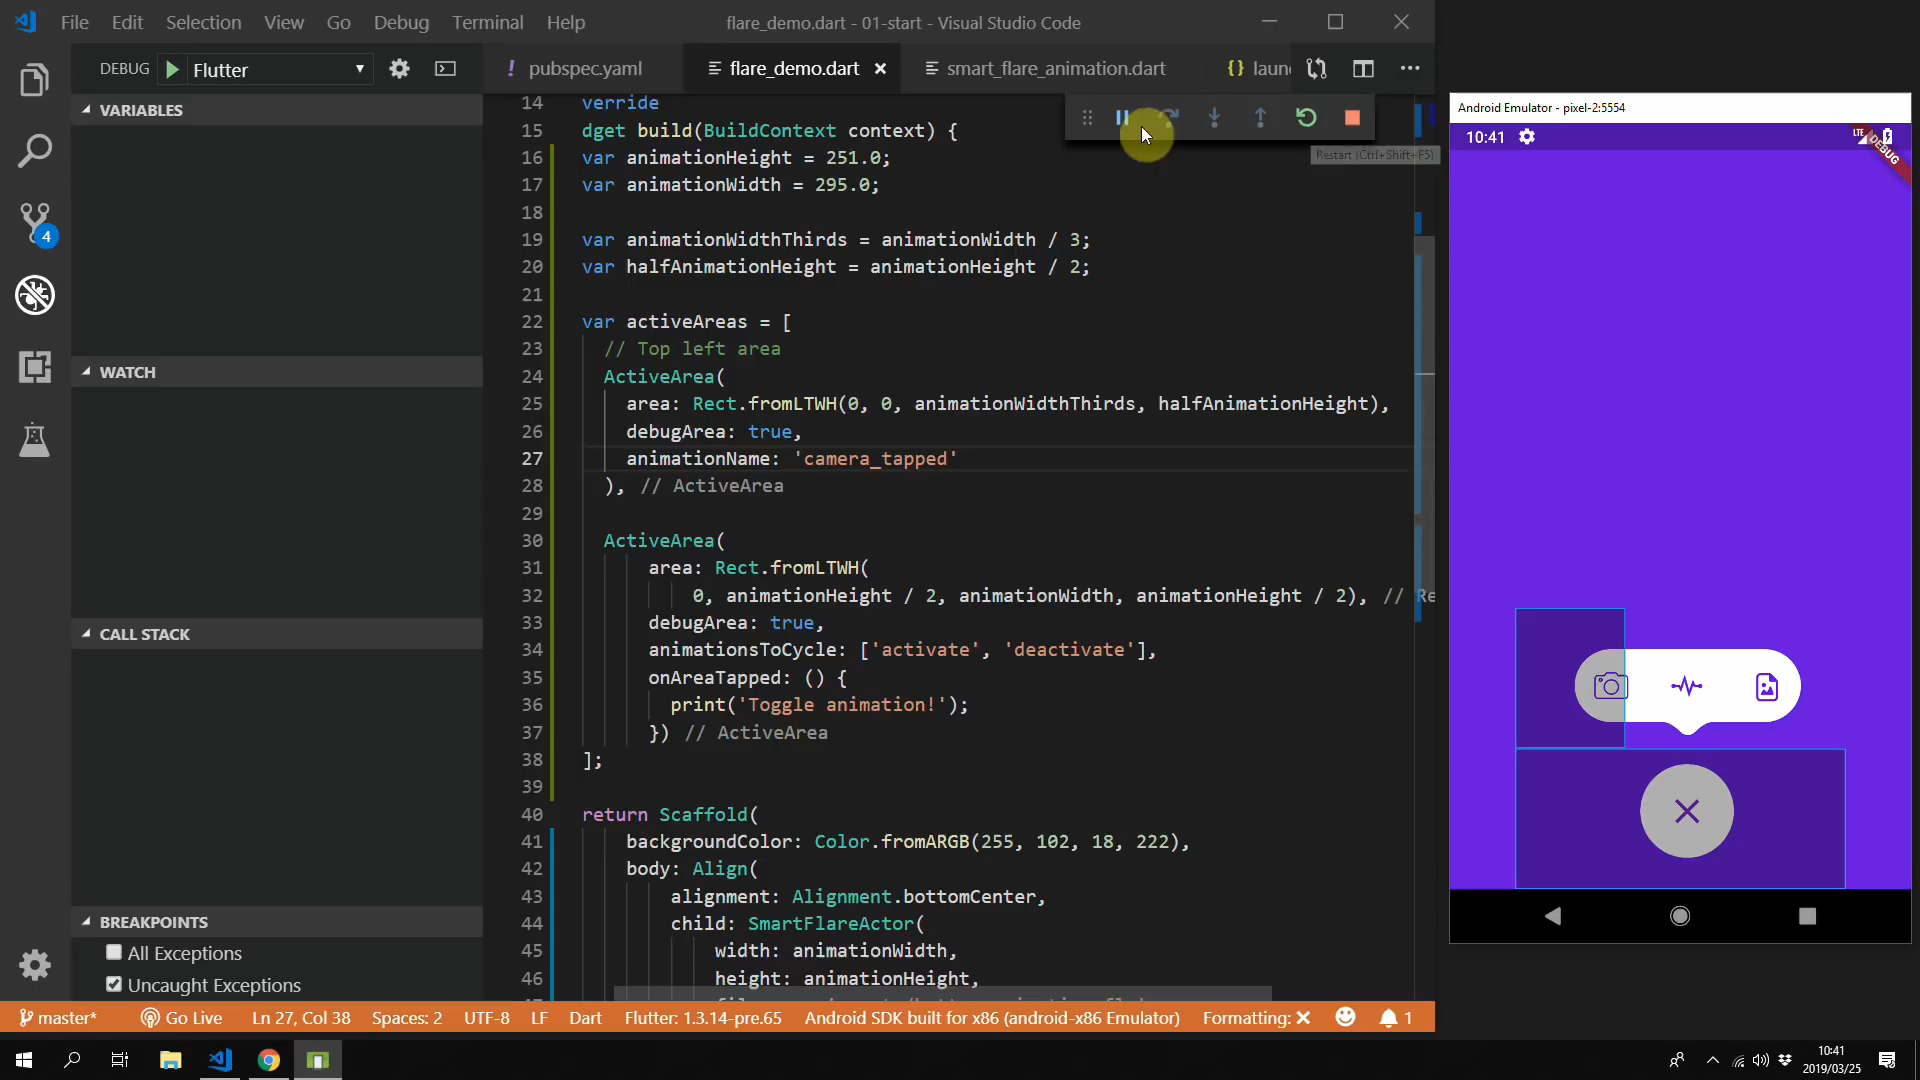 File Edit Selection View Go Debug Terminal Help
flare_demo.dart - 01-start - Visual Studio Code
DEBUG Flutter
pubspec.yaml
flare_demo.dart
smart_flare_animation.dart
{} laun
VARIABLES
WATCH
CALL STACK
BREAKPOINTS
All Exceptions
Uncaught Exceptions
4
Restart (Ctrl+Shift+F5)
14 verride
15 dget build(BuildContext context) {
16 var animationHeight = 251.0;
17 var animationWidth = 295.0;
18
19 var animationWidthThirds = animationWidth / 3;
20 var halfAnimationHeight = animationHeight / 2;
21
22 var activeAreas = [
23 // Top left area
24 ActiveArea(
25 area: Rect.fromLTWH(0, 0, animationWidthThirds, halfAnimationHeight),
26 debugArea: true,
27 animationName: 'camera_tapped'
28 ), // ActiveArea
29
30 ActiveArea(
31 area: Rect.fromLTWH(
32 0, animationHeight / 2, animationWidth, animationHeight / 2), // Re
33 debugArea: true,
34 animationsToCycle: ['activate', 'deactivate'],
35 onAreaTapped: () {
36 print('Toggle animation!');
37 }) // ActiveArea
38 ];
39
40 return Scaffold(
41 backgroundColor: Color.fromARGB(255, 102, 18, 222),
42 body: Align(
43 alignment: Alignment.bottomCenter,
44 child: SmartFlareActor(
45 width: animationWidth,
46 height: animationHeight,
Android Emulator - pixel-2:5554
10:41
LTE
DEBUG
master* Go Live Ln 27, Col 38 Spaces: 2 UTF-8 LF Dart Flutter: 1.3.14-pre.65 Android SDK built for x86 (android-x86 Emulator) Formatting: ✕ 1
10:41
2019/03/25